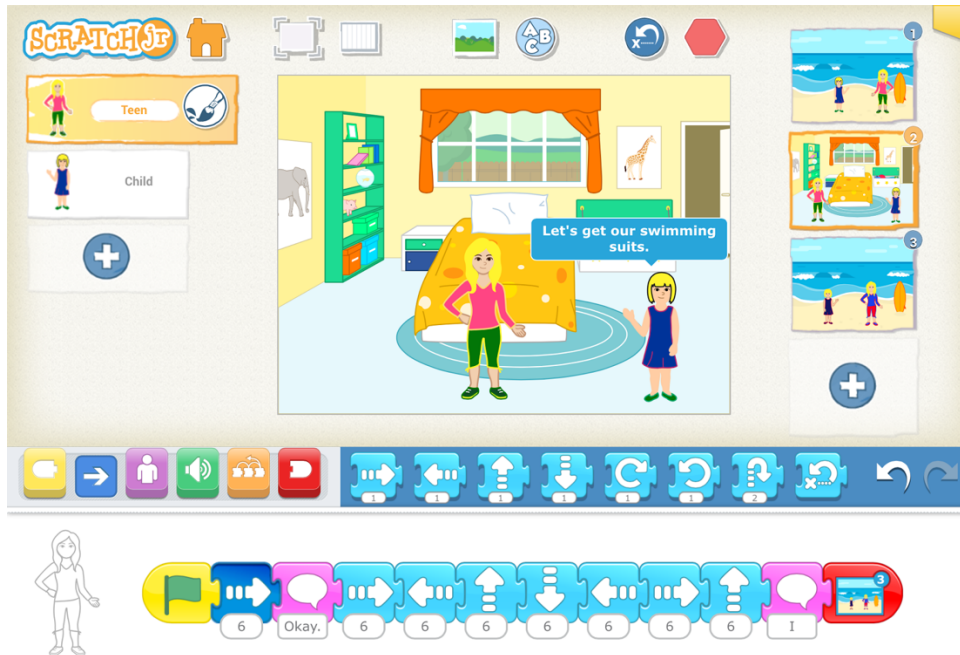 SCRATCH Jr
ABC
x
1
Teen
2
Child
Let's get our swimming
suits.
3
1 1 1 1 1 1 2 x
3
6 Okay. 6 6 6 6 6 6 6 I